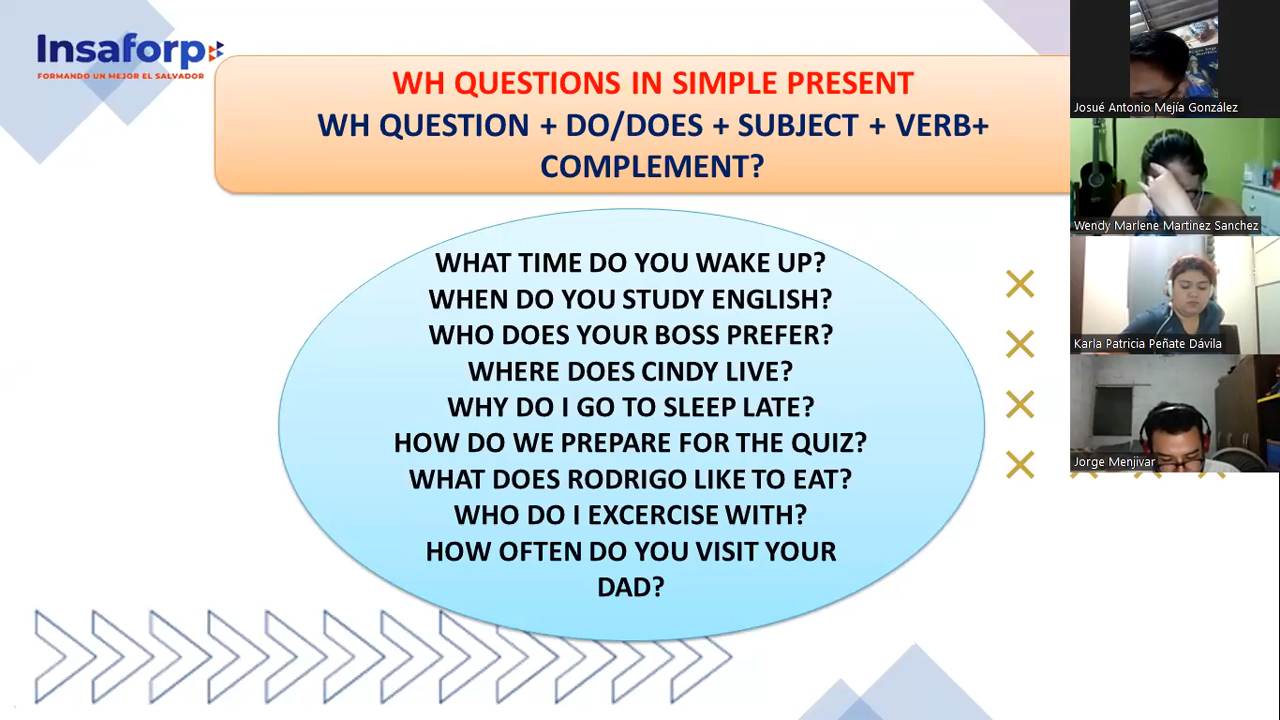 Insaforp
FORMANDO UN MEJOR EL SALVADOR
WH QUESTIONS IN SIMPLE PRESENT
WH QUESTION + DO/DOES + SUBJECT + VERB+
COMPLEMENT?
WHAT TIME DO YOU WAKE UP?
WHEN DO YOU STUDY ENGLISH?
WHO DOES YOUR BOSS PREFER?
WHERE DOES CINDY LIVE?
WHY DO I GO TO SLEEP LATE?
HOW DO WE PREPARE FOR THE QUIZ?
WHAT DOES RODRIGO LIKE TO EAT?
WHO DO I EXCERCISE WITH?
HOW OFTEN DO YOU VISIT YOUR
DAD?
Josué Antonio Mejía González
Wendy Marlene Martinez Sanchez
Karla Patricia Peñate Dávila
Jorge Menjivar